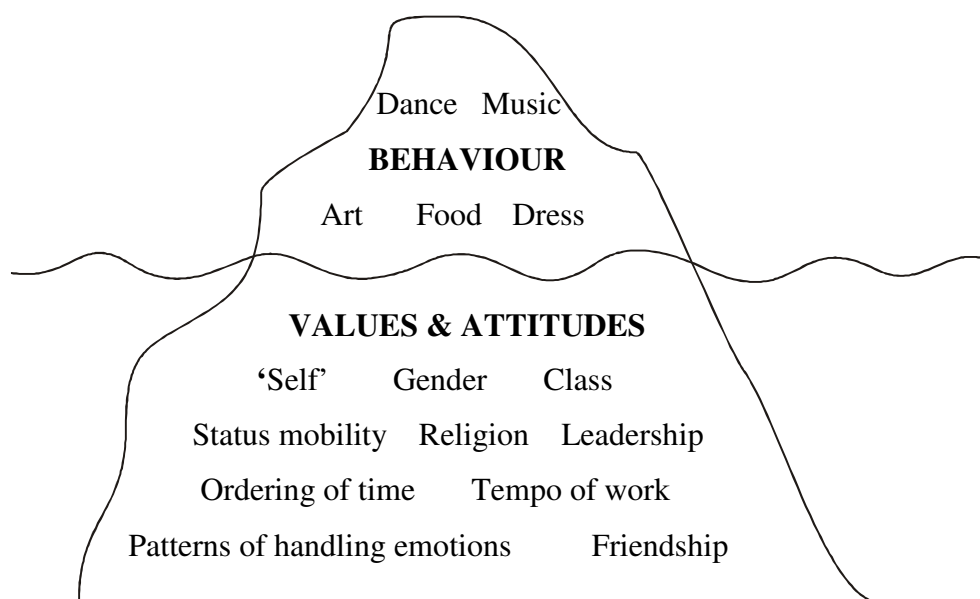 Dance Music
BEHAVIOUR
Art Food Dress
VALUES & ATTITUDES
‘Self’ Gender Class
Status mobility Religion Leadership
Ordering of time Tempo of work
Patterns of handling emotions Friendship